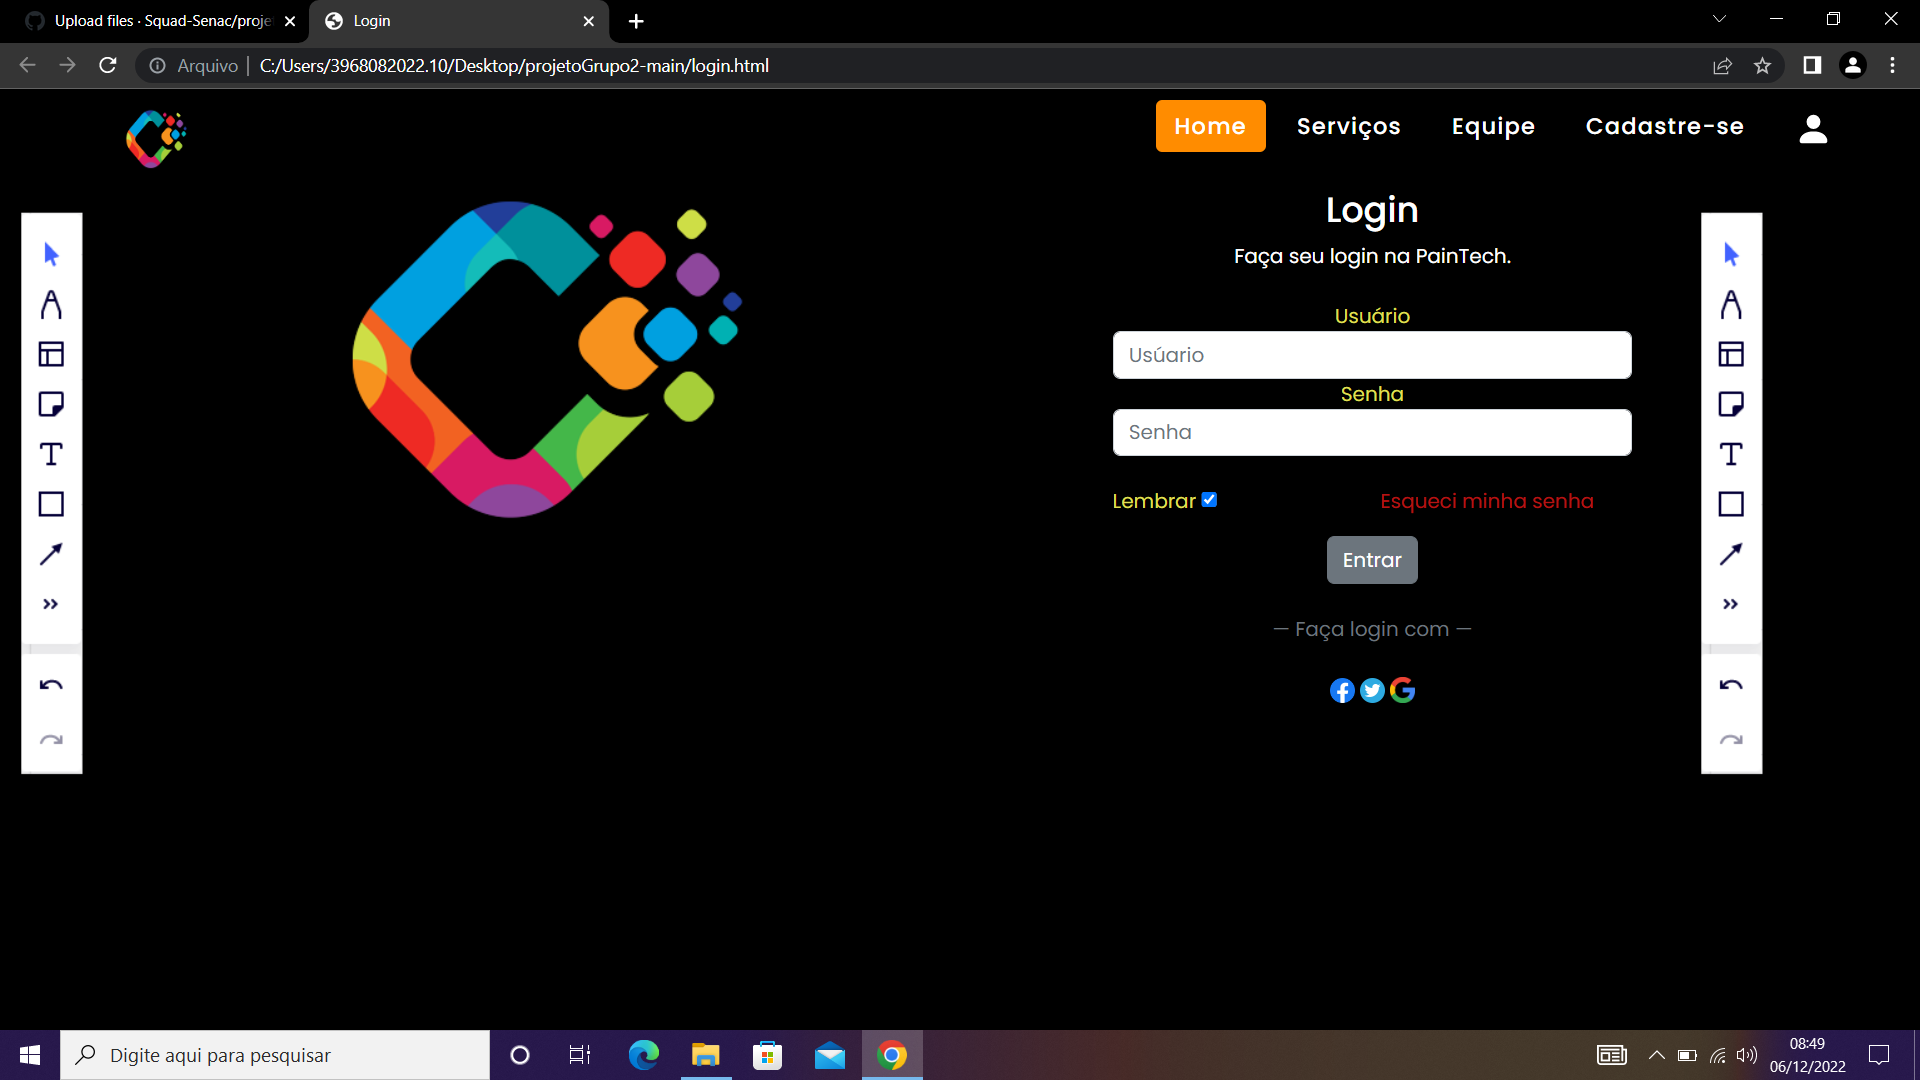 Upload files · Squad-Senac/proje
Login
Arquivo
C:/Users/3968082022.10/Desktop/projetoGrupo2-main/login.html
Home
Serviços
Equipe
Cadastre-se
Login
Faça seu login na PainTech.
Usuário
Usúario
Senha
Senha
Lembrar
Esqueci minha senha
Entrar
— Faça login com —
Digite aqui para pesquisar
08:49
06/12/2022